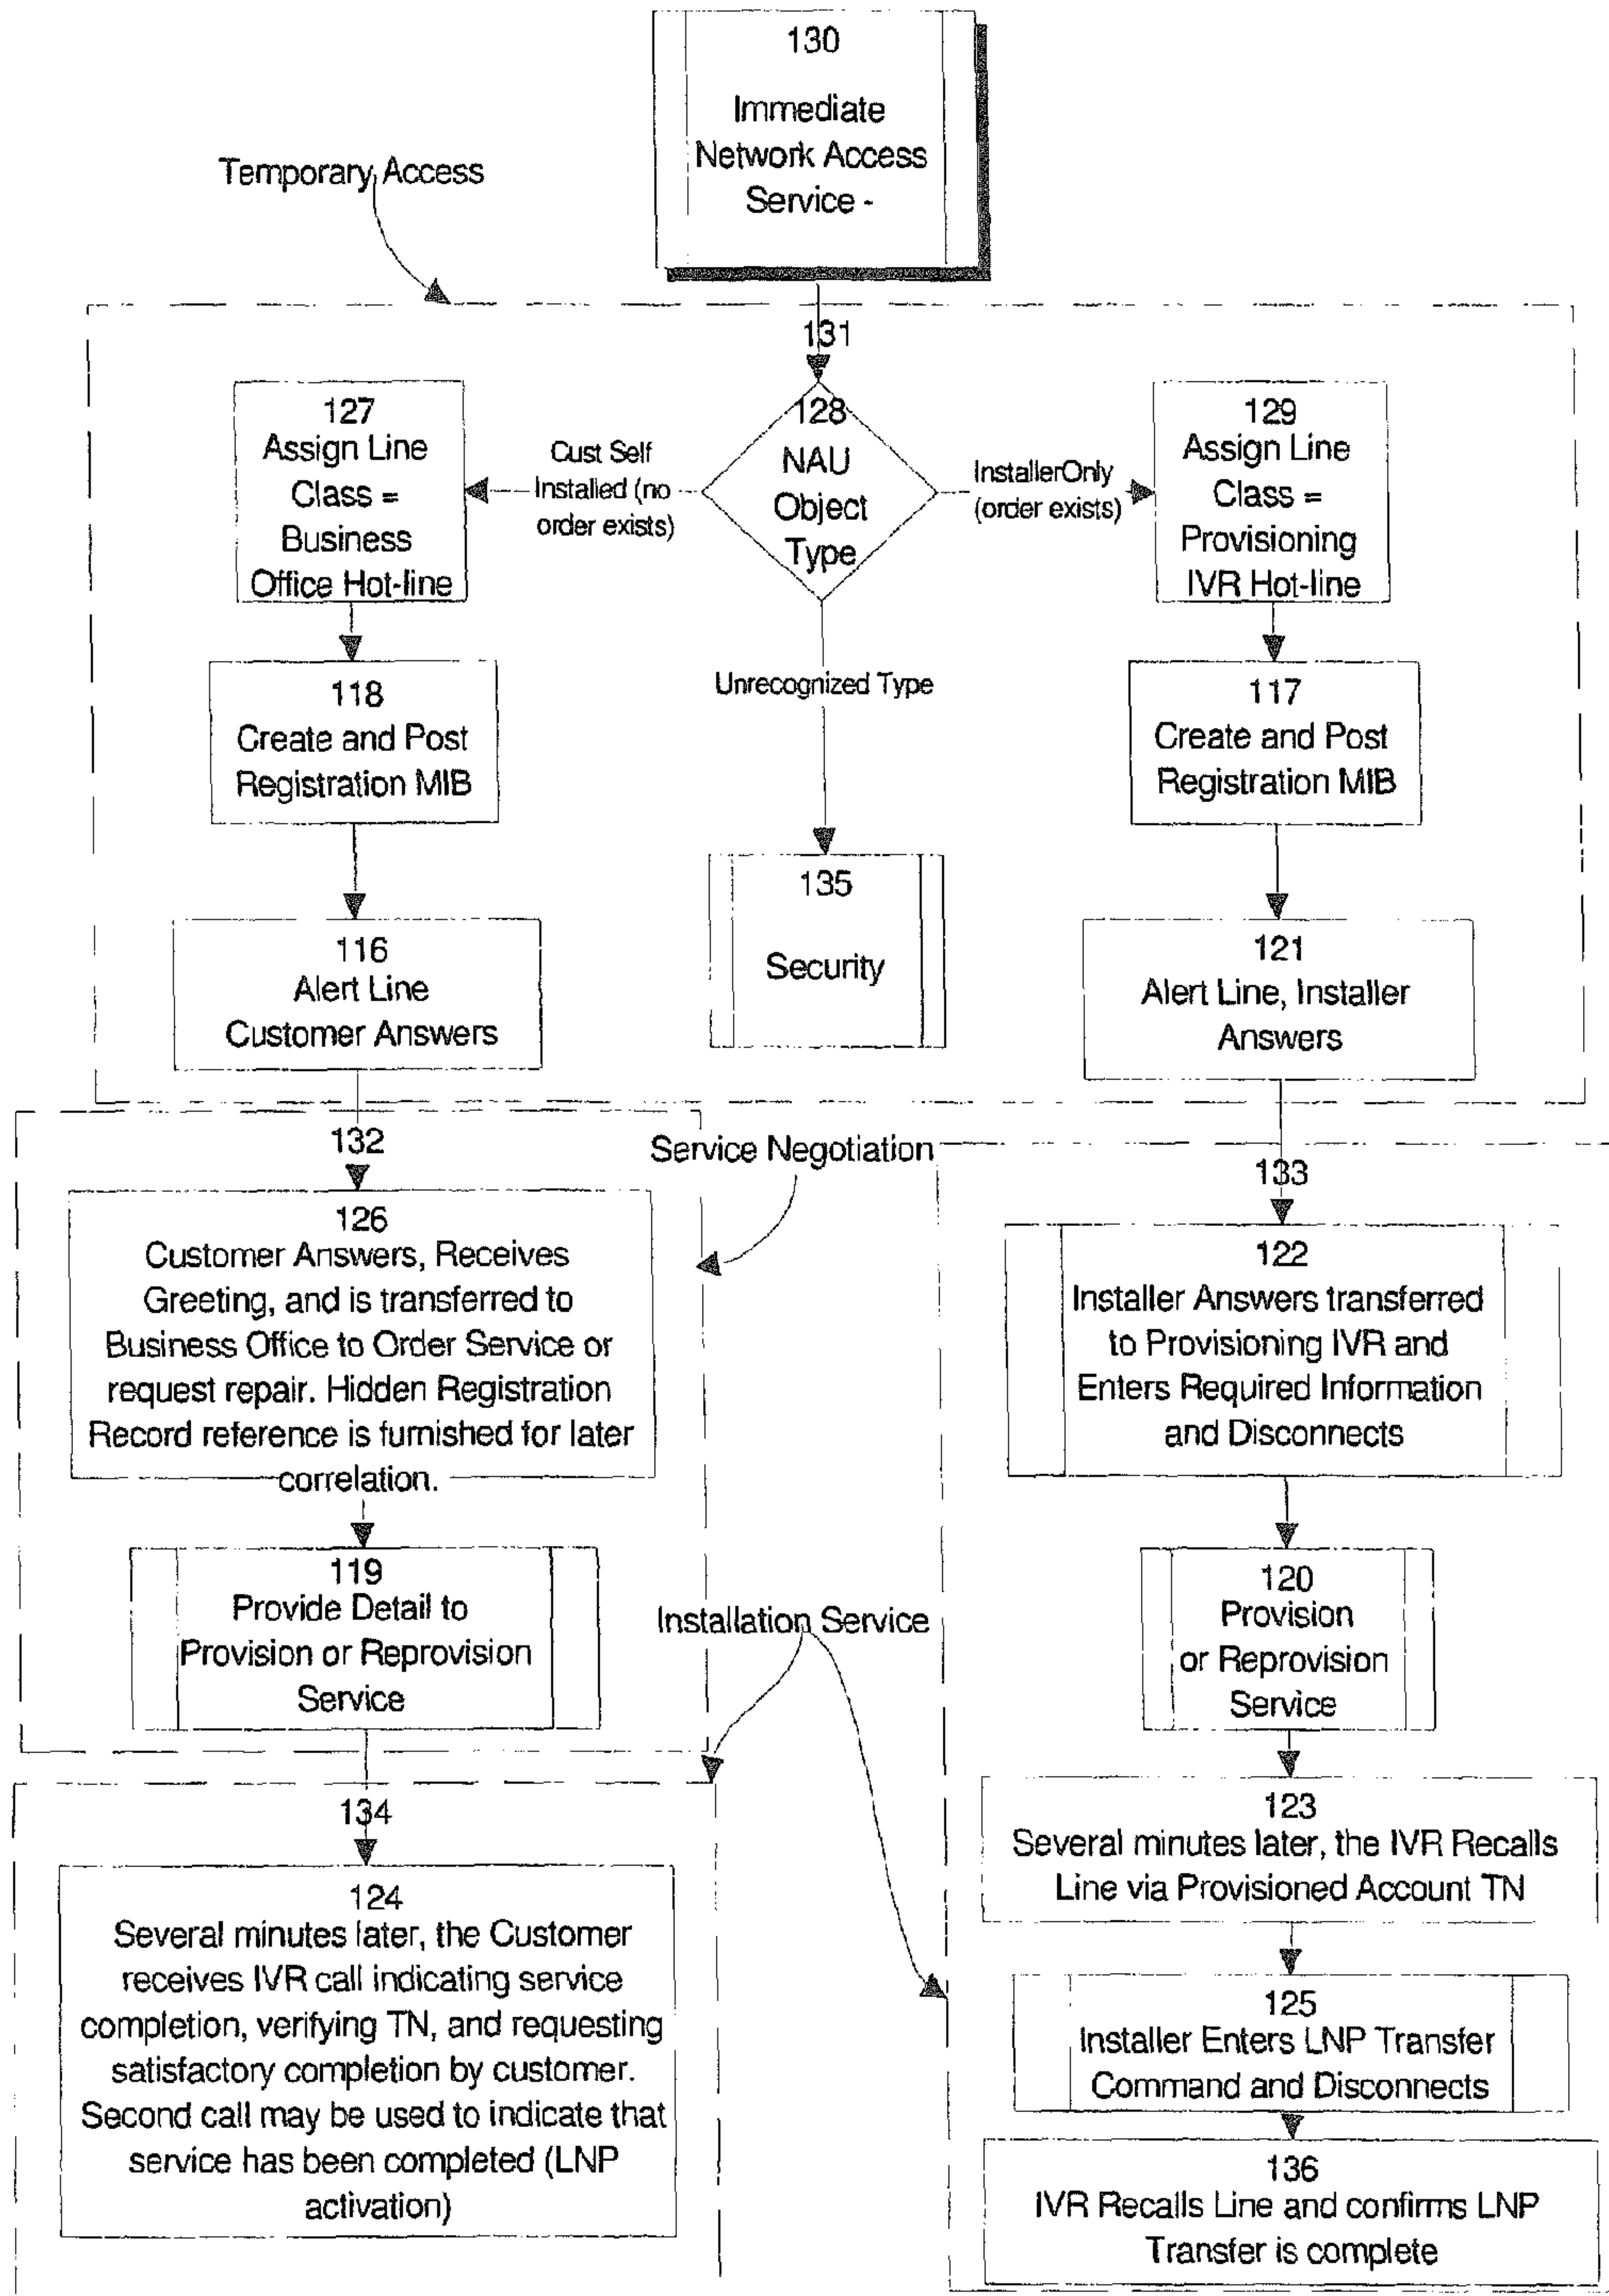 130
Immediate
Network Access
Service -
Temporary Access
131
127
Assign Line
Class =
Business
Office Hot-line
Cust Self
Installed (no
order exists)
128
NAU
Object
Type
InstallerOnly
(order exists)
129
Assign Line
Class =
Provisioning
IVR Hot-line
Unrecognized Type
118
Create and Post
Registration MIB
117
Create and Post
Registration MIB
135
Security
116
Alert Line
Customer Answers
121
Alert Line, Installer
Answers
132
Service Negotiation
133
126
Customer Answers, Receives
Greeting, and is transferred to
Business Office to Order Service or
request repair. Hidden Registration
Record reference is furnished for later
correlation.
122
Installer Answers transferred
to Provisioning IVR and
Enters Required Information
and Disconnects
119
Provide Detail to
Provision or Reprovision
Service
Installation Service
120
Provision
or Reprovision
Service
134
124
Several minutes later, the Customer
receives IVR call indicating service
completion, verifying TN, and requesting
satisfactory completion by customer.
Second call may be used to indicate that
service has been completed (LNP
activation)
123
Several minutes later, the IVR Recalls
Line via Provisioned Account TN
125
Installer Enters LNP Transfer
Command and Disconnects
136
IVR Recalls Line and confirms LNP
Transfer is complete